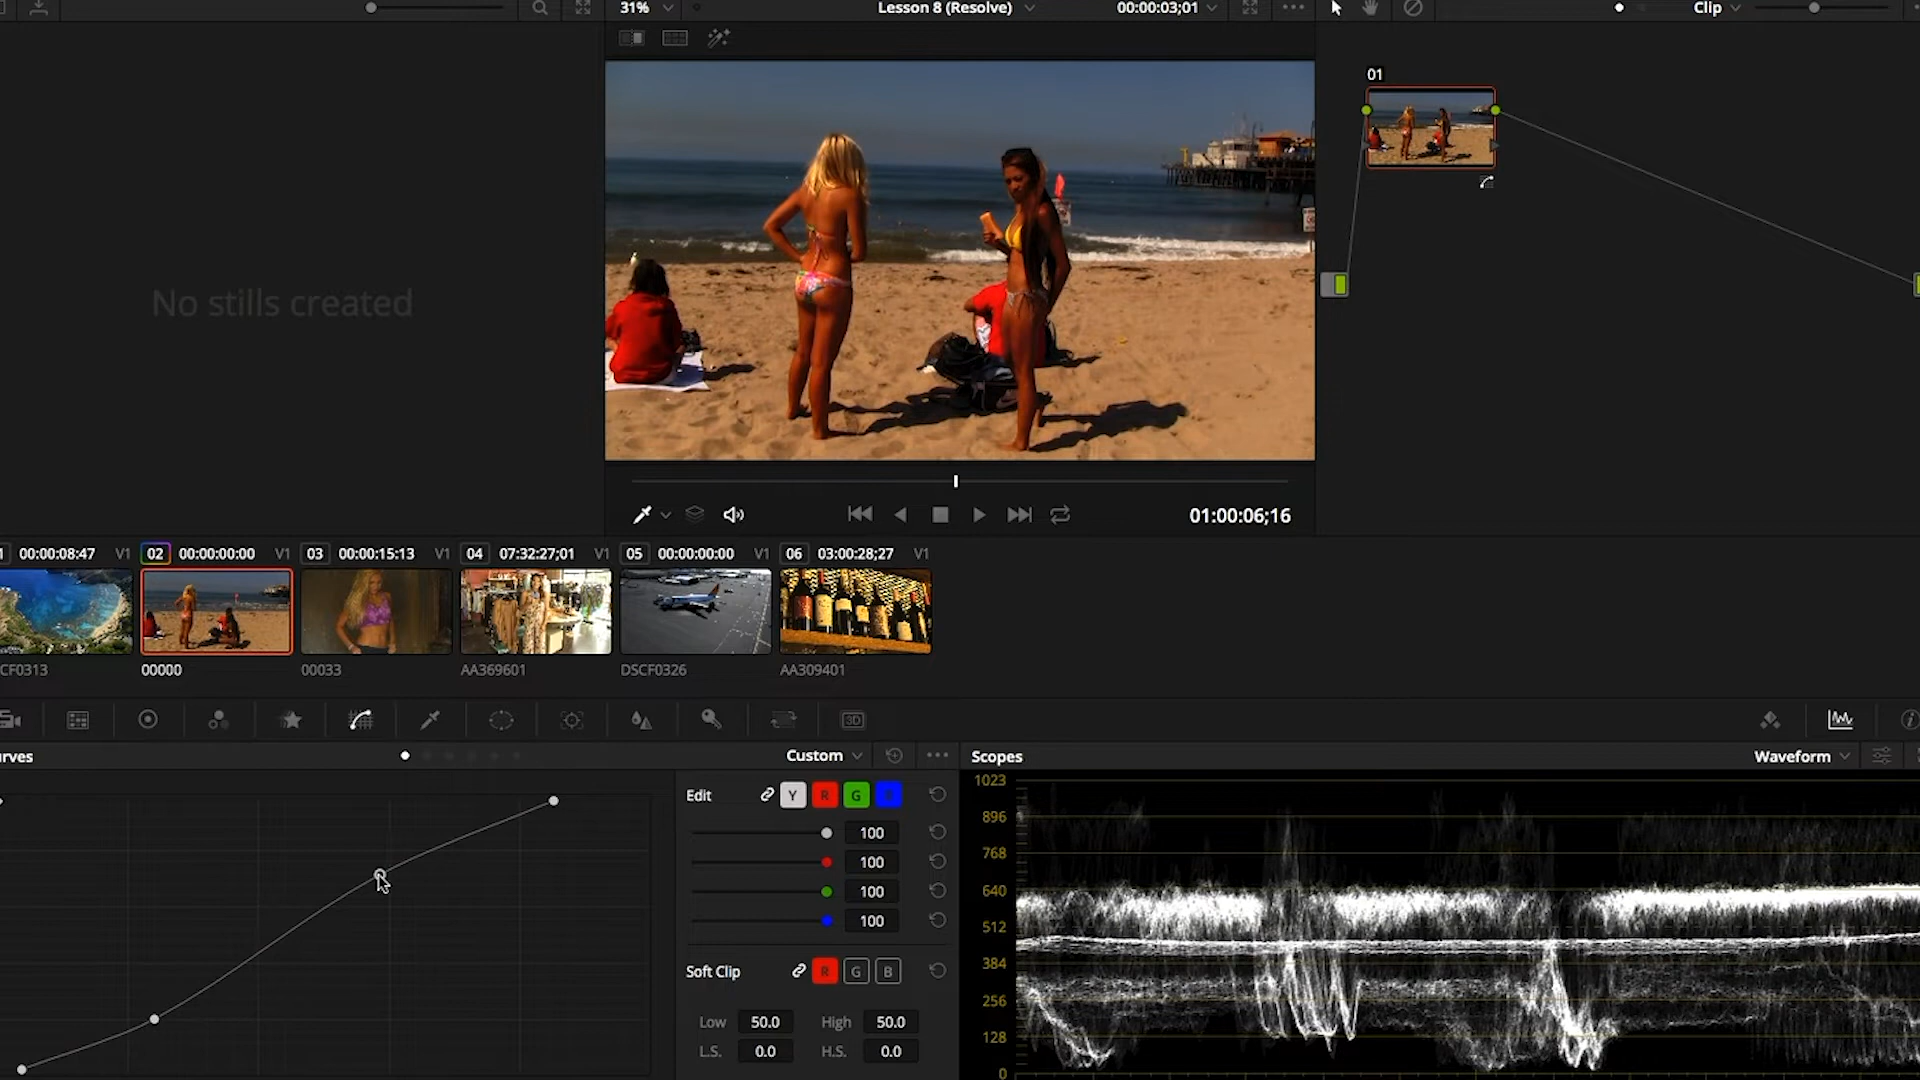 31% Lesson 8 (Resolve) 00:00:03;01 Clip
01
No stills created
01:00:06;16
00:00:08:47 V1 02 00:00:00:00 V1 03 00:00:15:13 V1 04 07:32:27;01 V1 05 00:00:00:00 V1 06 03:00:28;27 V1
CF0313 00000 00033 AA369601 DSCF0326 AA309401
3D
rves Custom Scopes Waveform
Edit Y R G
100
100
100
100
Soft Clip R G B
Low 50.0 High 50.0
L.S. 0.0 H.S. 0.0
1023
896
768
640
512
384
256
128
0